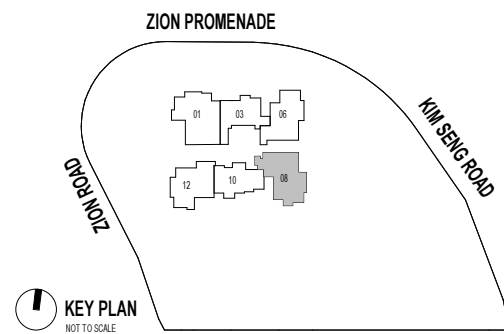 ZION PROMENADE
01
03
06
KIM SENG ROAD
ZION ROAD
12
10
08
KEY PLAN
NOT TO SCALE